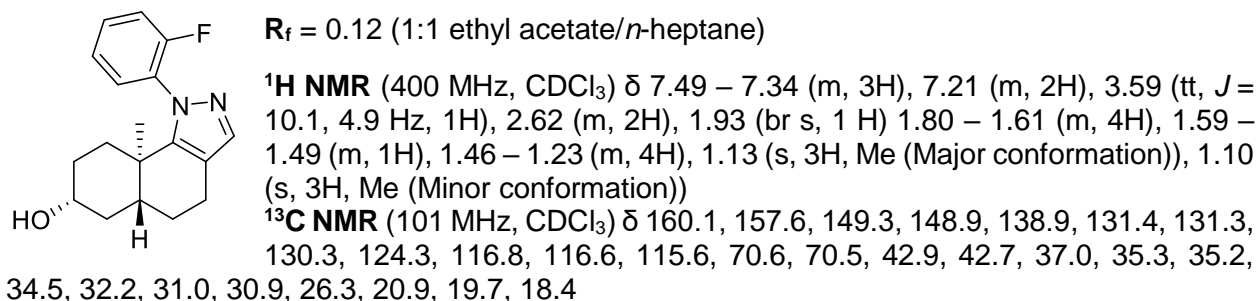 F
N
N
HO
H
R_f = 0.12 (1:1 ethyl acetate/n-heptane)
¹H NMR (400 MHz, CDCl₃) δ 7.49 – 7.34 (m, 3H), 7.21 (m, 2H), 3.59 (tt, J =
10.1, 4.9 Hz, 1H), 2.62 (m, 2H), 1.93 (br s, 1 H) 1.80 – 1.61 (m, 4H), 1.59 –
1.49 (m, 1H), 1.46 – 1.23 (m, 4H), 1.13 (s, 3H, Me (Major conformation)), 1.10
(s, 3H, Me (Minor conformation))
¹³C NMR (101 MHz, CDCl₃) δ 160.1, 157.6, 149.3, 148.9, 138.9, 131.4, 131.3,
130.3, 124.3, 116.8, 116.6, 115.6, 70.6, 70.5, 42.9, 42.7, 37.0, 35.3, 35.2,
34.5, 32.2, 31.0, 30.9, 26.3, 20.9, 19.7, 18.4